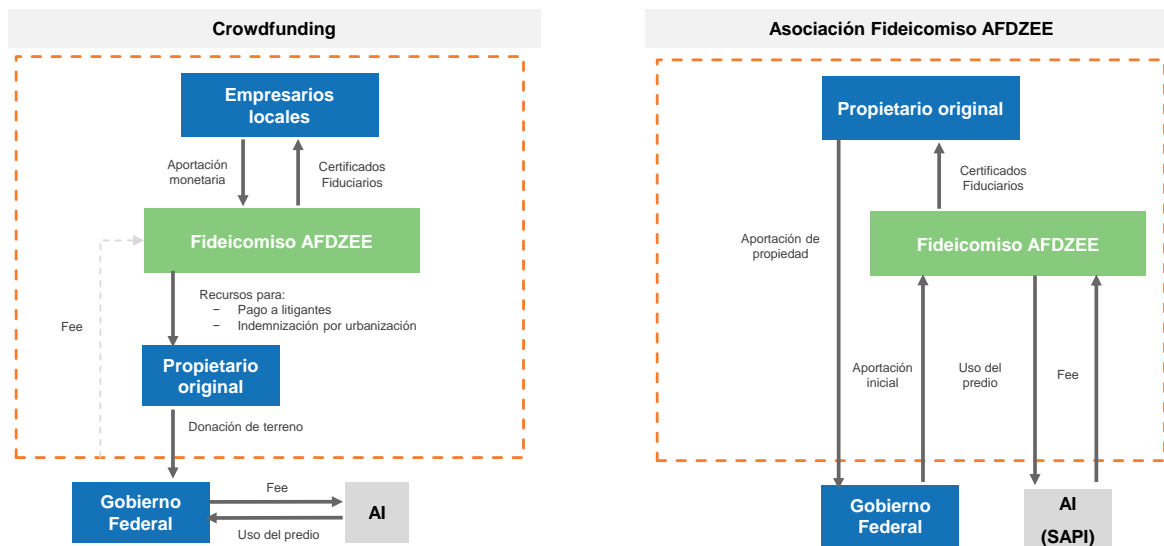 Crowdfunding
Empresarios
locales
Aportación
monetaria
Certificados
Fiduciarios
Fideicomiso AFDZEE
Recursos para:
− Pago a litigantes
− Indemnización por urbanización
Fee
Propietario
original
Donación de terreno
Gobierno
Federal
Fee
Uso del predio
AI
Asociación Fideicomiso AFDZEE
Propietario original
Certificados
Fiduciarios
Aportación de
propiedad
Fideicomiso AFDZEE
Aportación
inicial
Uso del
predio
Fee
Gobierno
Federal
AI
(SAPI)